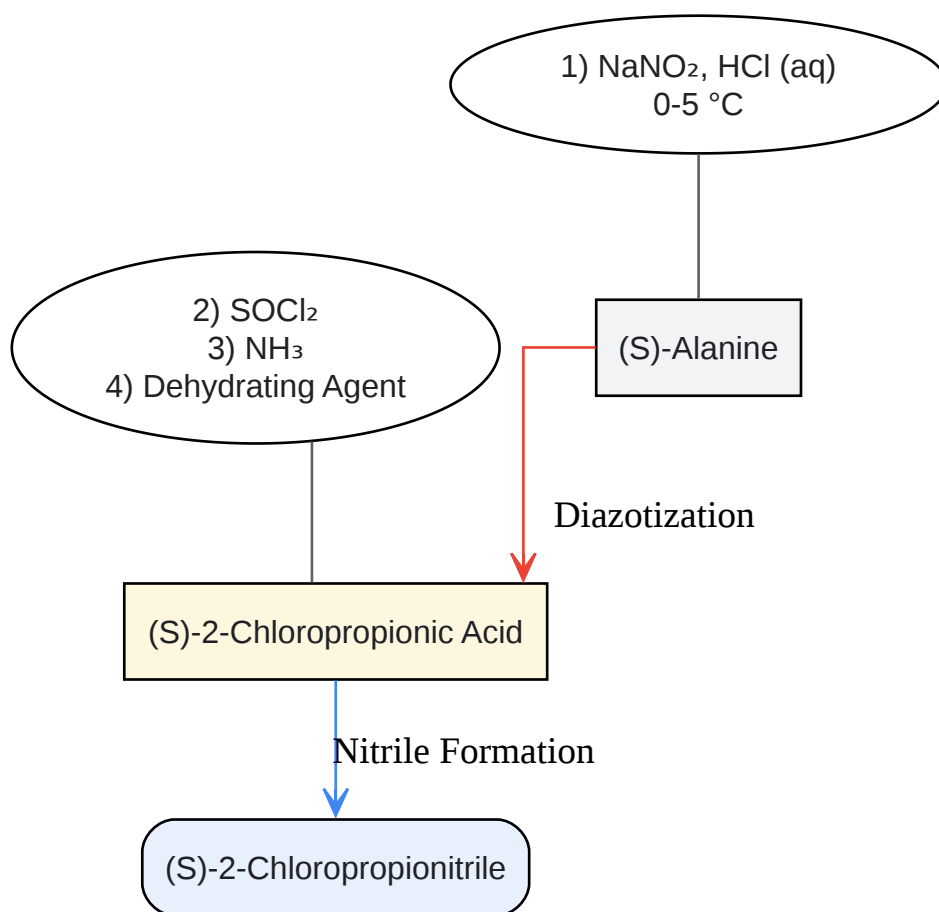 1) NaNO₂, HCl (aq)
0-5 °C
2) SOCl₂
3) NH₃
4) Dehydrating Agent
(S)-Alanine
Diazotization
(S)-2-Chloropropionic Acid
Nitrile Formation
(S)-2-Chloropropionitrile